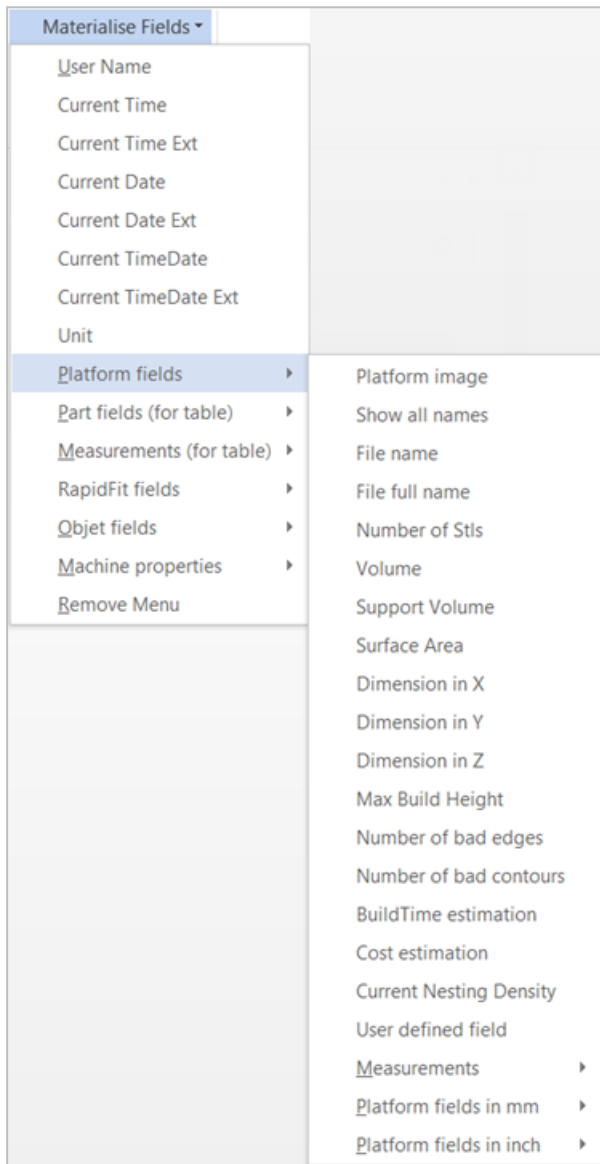 Materialise Fields
User Name
Current Time
Current Time Ext
Current Date
Current Date Ext
Current TimeDate
Current TimeDate Ext
Unit
Platform fields
Part fields (for table)
Measurements (for table)
RapidFit fields
Objet fields
Machine properties
Remove Menu
Platform image
Show all names
File name
File full name
Number of Stls
Volume
Support Volume
Surface Area
Dimension in X
Dimension in Y
Dimension in Z
Max Build Height
Number of bad edges
Number of bad contours
BuildTime estimation
Cost estimation
Current Nesting Density
User defined field
Measurements
Platform fields in mm
Platform fields in inch